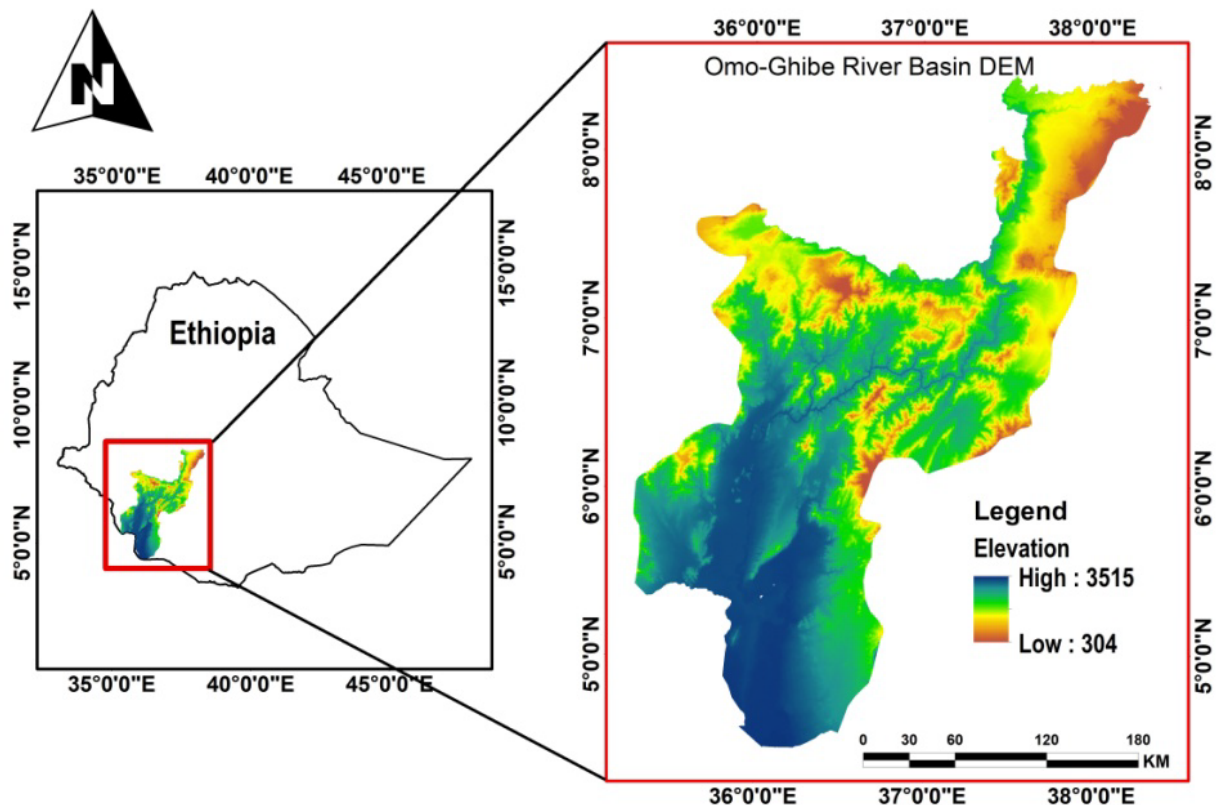 N
35°0'0"E 40°0'0"E 45°0'0"E
15°0'0"N
10°0'0"N
5°0'0"N
Ethiopia
15°0'0"N
10°0'0"N
5°0'0"N
35°0'0"E 40°0'0"E 45°0'0"E
36°0'0"E 37°0'0"E 38°0'0"E
Omo-Ghibe River Basin DEM
8°0'0"N
7°0'0"N
6°0'0"N
5°0'0"N
8°0'0"N
7°0'0"N
6°0'0"N
5°0'0"N
Legend
Elevation
High : 3515
Low : 304
0 30 60 120 180
KM
36°0'0"E 37°0'0"E 38°0'0"E